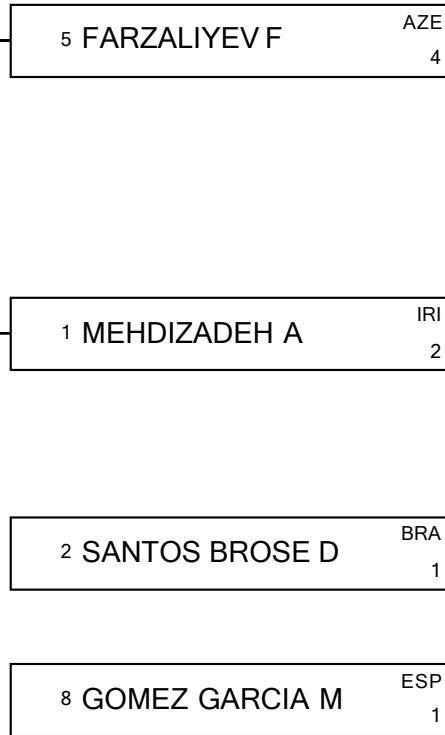 5 FARZALIYEV F AZE
4
1 MEHDIZADEH A IRI
2
2 SANTOS BROSE D BRA
1
8 GOMEZ GARCIA M ESP
1